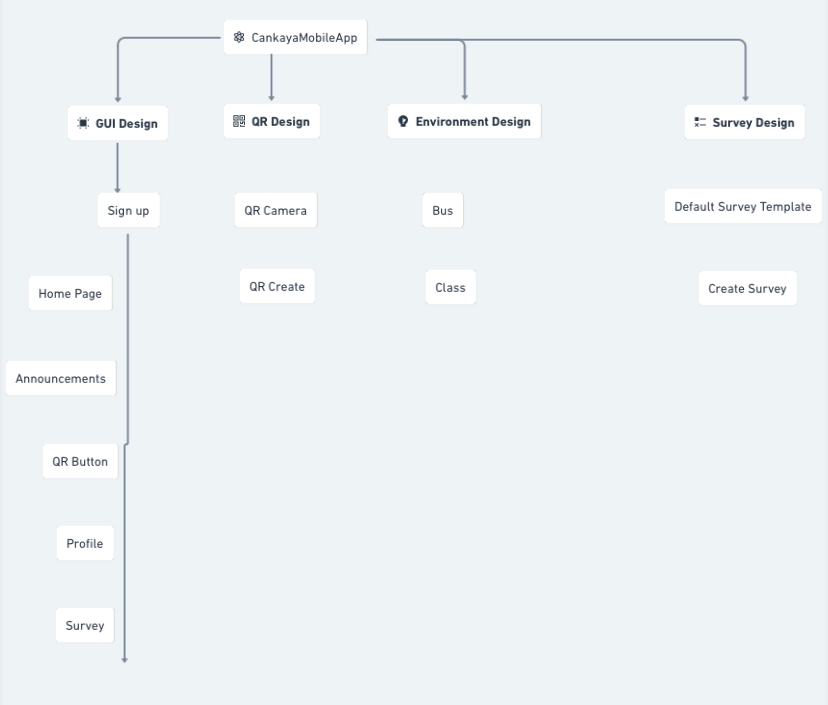 CankayaMobileApp
GUI Design
QR Design
Environment Design
Survey Design
Sign up
QR Camera
Bus
Default Survey Template
Home Page
QR Create
Class
Create Survey
Announcements
QR Button
Profile
Survey